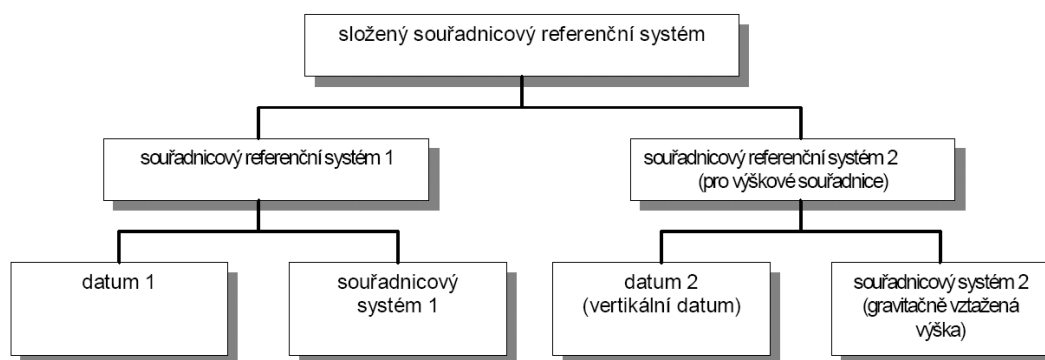 složený souřadnicový referenční systém
souřadnicový referenční systém 1
souřadnicový referenční systém 2
(pro výškové souřadnice)
datum 1
souřadnicový
systém 1
datum 2
(vertikální datum)
souřadnicový systém 2
(gravitačně vztažená
výška)